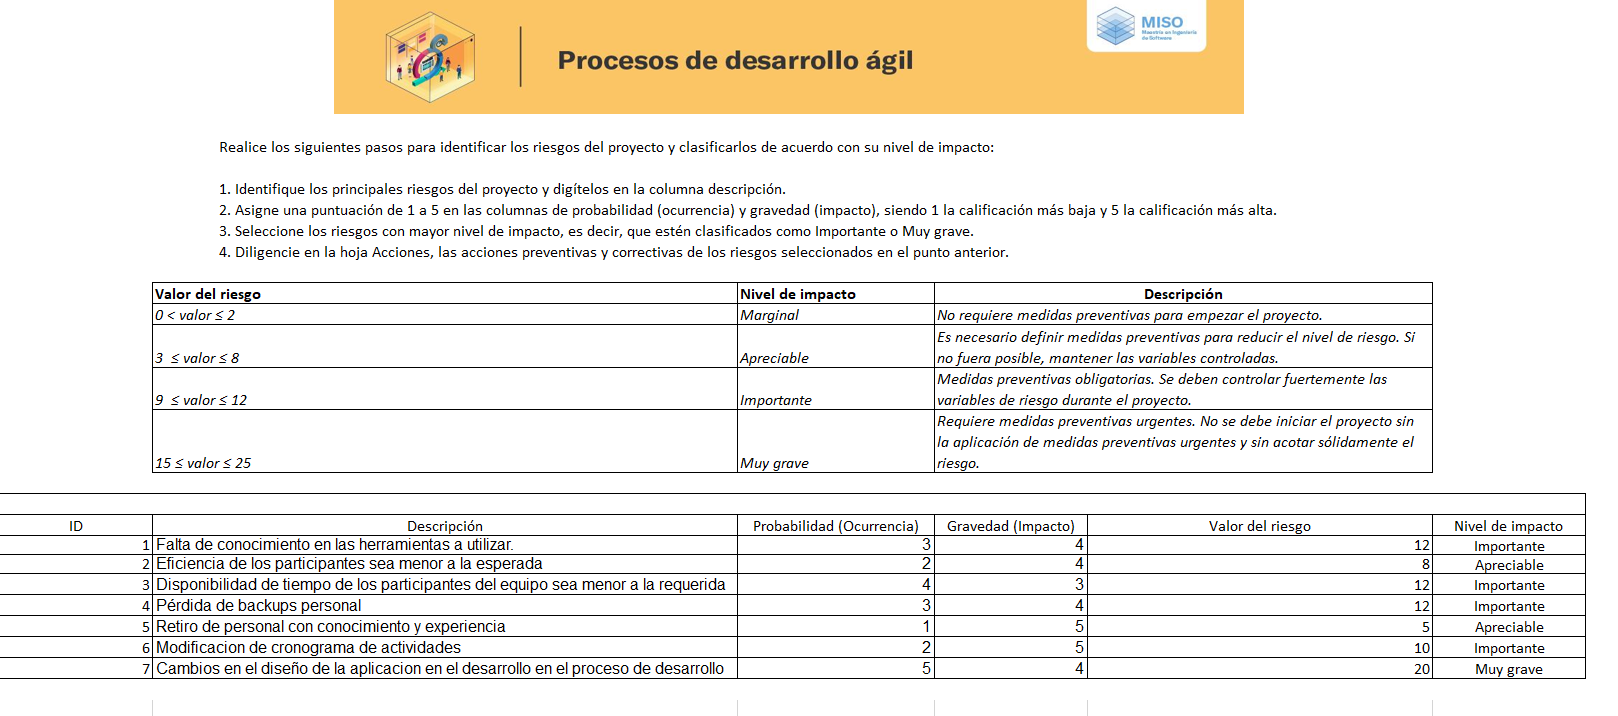 MISO
Maestría en Ingeniería
de Software
Procesos de desarrollo ágil
Realice los siguientes pasos para identificar los riesgos del proyecto y clasificarlos de acuerdo con su nivel de impacto:
1. Identifique los principales riesgos del proyecto y digítelos en la columna descripción.
2. Asigne una puntuación de 1 a 5 en las columnas de probabilidad (ocurrencia) y gravedad (impacto), siendo 1 la calificación más baja y 5 la calificación más alta.
3. Seleccione los riesgos con mayor nivel de impacto, es decir, que estén clasificados como Importante o Muy grave.
4. Diligencie en la hoja Acciones, las acciones preventivas y correctivas de los riesgos seleccionados en el punto anterior.
Valor del riesgo Nivel de impacto Descripción
0 < valor ≤ 2 Marginal No requiere medidas preventivas para empezar el proyecto.
Es necesario definir medidas preventivas para reducir el nivel de riesgo. Si
3 ≤ valor ≤ 8 Apreciable no fuera posible, mantener las variables controladas.
Medidas preventivas obligatorias. Se deben controlar fuertemente las
9 ≤ valor ≤ 12 Importante variables de riesgo durante el proyecto.
Requiere medidas preventivas urgentes. No se debe iniciar el proyecto sin
la aplicación de medidas preventivas urgentes y sin acotar sólidamente el
15 ≤ valor ≤ 25 Muy grave riesgo.
ID Descripción Probabilidad (Ocurrencia) Gravedad (Impacto) Valor del riesgo Nivel de impacto
1 Falta de conocimiento en las herramientas a utilizar. 3 4 12 Importante
2 Eficiencia de los participantes sea menor a la esperada 2 4 8 Apreciable
3 Disponibilidad de tiempo de los participantes del equipo sea menor a la requerida 4 3 12 Importante
4 Pérdida de backups personal 3 4 12 Importante
5 Retiro de personal con conocimiento y experiencia 1 5 5 Apreciable
6 Modificacion de cronograma de actividades 2 5 10 Importante
7 Cambios en el diseño de la aplicacion en el desarrollo en el proceso de desarrollo 5 4 20 Muy grave